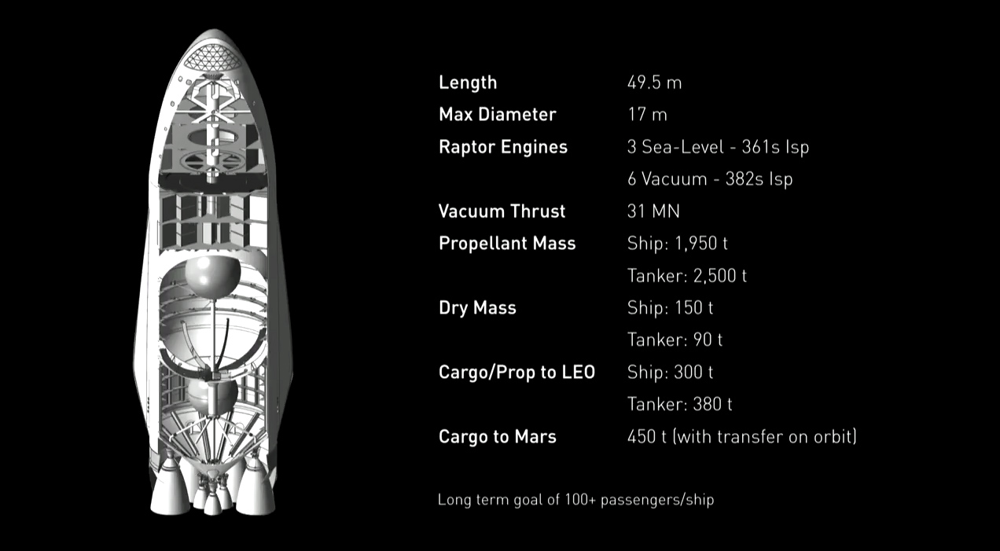 Length 49.5 m
Max Diameter 17 m
Raptor Engines 3 Sea-Level - 361s Isp
6 Vacuum - 382s Isp
Vacuum Thrust 31 MN
Propellant Mass Ship: 1,950 t
Tanker: 2,500 t
Dry Mass Ship: 150 t
Tanker: 90 t
Cargo/Prop to LEO Ship: 300 t
Tanker: 380 t
Cargo to Mars 450 t (with transfer on orbit)
Long term goal of 100+ passengers/ship